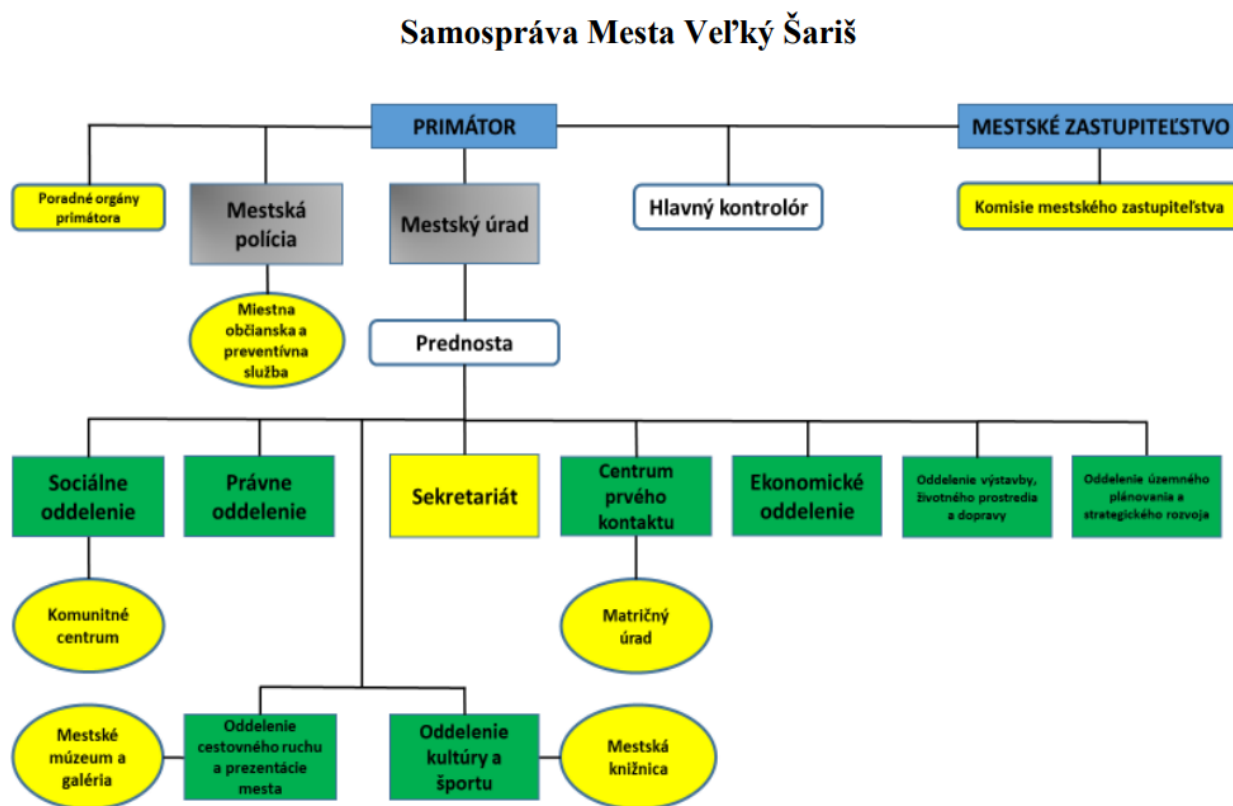 Samospráva Mesta Veľký Šariš
PRIMÁTOR
MESTSKÉ ZASTUPITEĽSTVO
Poradné orgány
primátora
Mestská
polícia
Mestský úrad
Hlavný kontrolór
Komisie mestského zastupiteľstva
Miestna
občianska a
preventívna
služba
Prednosta
Sociálne
oddelenie
Právne
oddelenie
Sekretariát
Centrum
prvého
kontaktu
Ekonomické
oddelenie
Oddelenie výstavby,
životného prostredia
a dopravy
Oddelenie územného
plánovania a
strategického rozvoja
Komunitné
centrum
Matričný
úrad
Mestské
múzeum a
galéria
Oddelenie
cestovného ruchu
a prezentácie
mesta
Oddelenie
kultúry a
športu
Mestská
knižnica